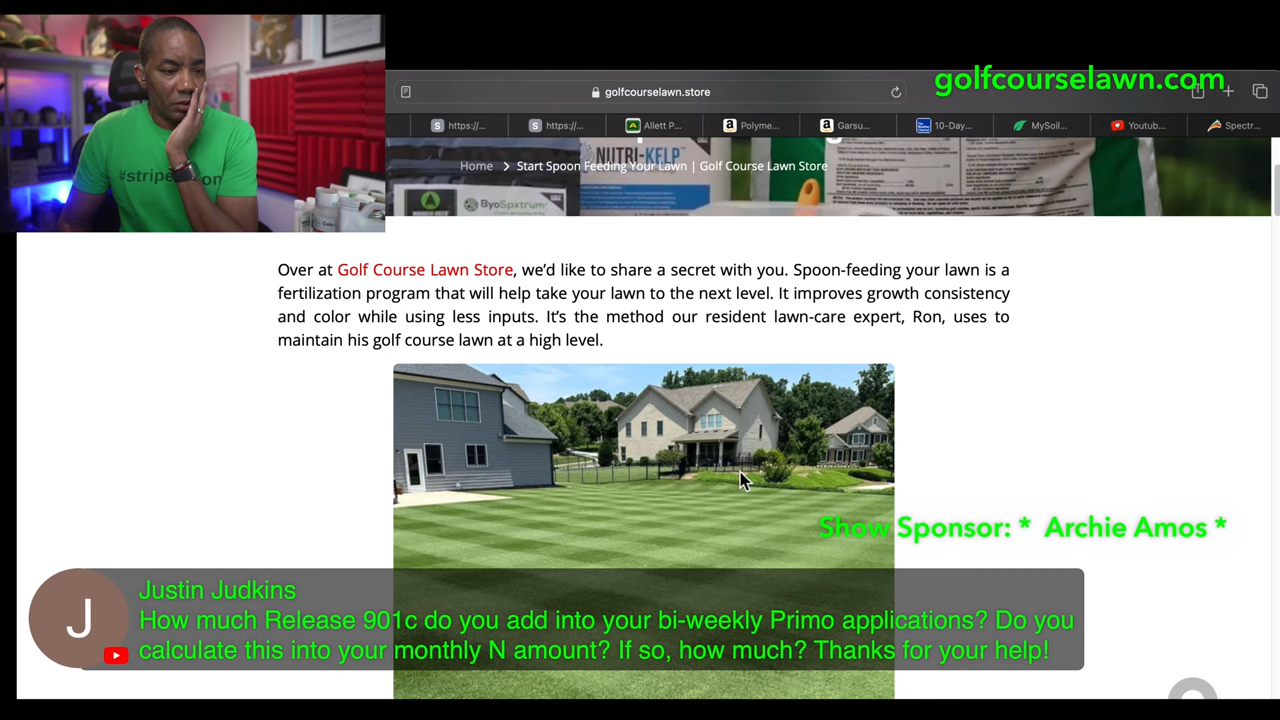 golfcourselawn.com
golfcourselawn.store
https://...
https://...
Allett P...
Polyme...
Garsu...
10-Day...
MySoil...
Youtub...
Spectr...
NUTRI-KELP
Home > Start Spoon Feeding Your Lawn | Golf Course Lawn Store
ByoSpxtrum
Over at Golf Course Lawn Store, we’d like to share a secret with you. Spoon-feeding your lawn is a
fertilization program that will help take your lawn to the next level. It improves growth consistency
and color while using less inputs. It’s the method our resident lawn-care expert, Ron, uses to
maintain his golf course lawn at a high level.
Show Sponsor: * Archie Amos *
J
Justin Judkins
How much Release 901c do you add into your bi-weekly Primo applications? Do you
calculate this into your monthly N amount? If so, how much? Thanks for your help!